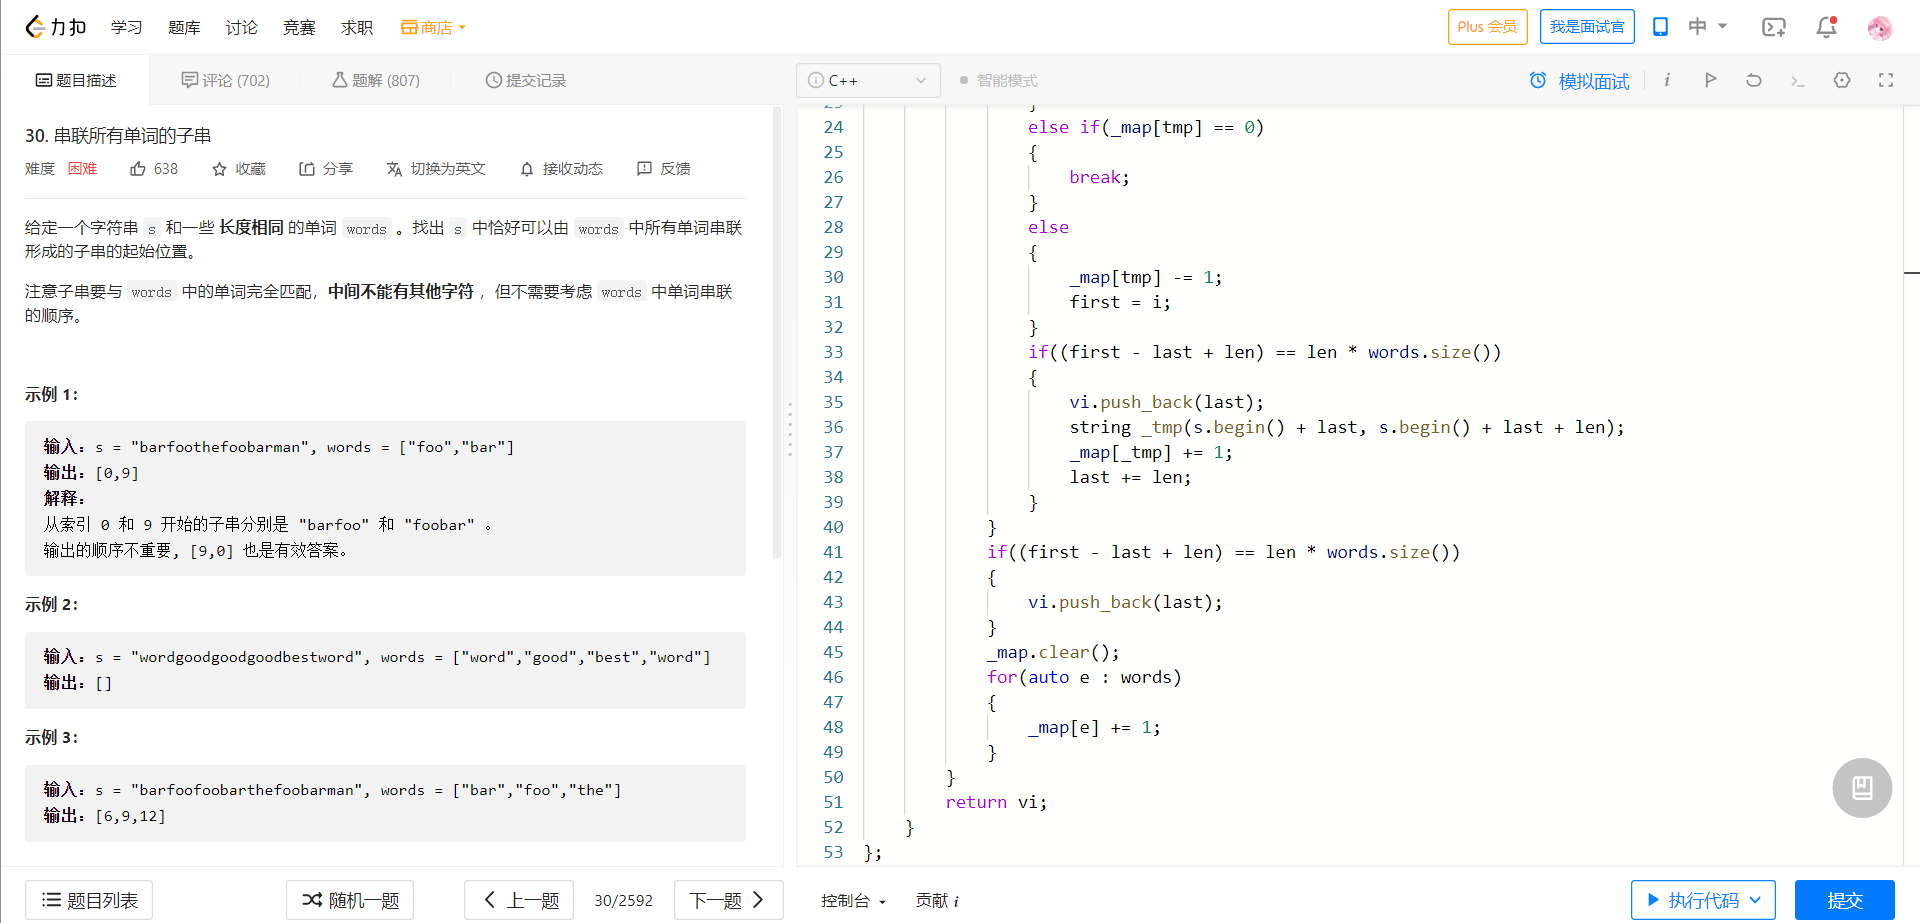 力扣 学习 题库 讨论 竞赛 求职 商店 Plus 会员 我是面试官 中
题目描述 评论 (702) 题解 (807) 提交记录
30. 串联所有单词的子串
难度 困难 638 收藏 分享 切换为英文 接收动态 反馈
给定一个字符串 s 和一些 长度相同 的单词 words 。找出 s 中恰好可以由 words 中所有单词串联
形成的子串的起始位置。
注意子串要与 words 中的单词完全匹配，中间不能有其他字符 ，但不需要考虑 words 中单词串联
的顺序。
示例 1：
输入：s = "barfoothefoobarman", words = ["foo","bar"]
输出：[0,9]
解释：
从索引 0 和 9 开始的子串分别是 "barfoo" 和 "foobar" 。
输出的顺序不重要, [9,0] 也是有效答案。
示例 2：
输入：s = "wordgoodgoodgoodbestword", words = ["word","good","best","word"]
输出：[]
示例 3：
输入：s = "barfoofoobarthefoobarman", words = ["bar","foo","the"]
输出：[6,9,12]
题目列表 随机一题 上一题 30/2592 下一题
C++ 智能模式 模拟面试
23 }
24 else if(_map[tmp] == 0)
25 {
26 break;
27 }
28 else
29 {
30 _map[tmp] -= 1;
31 first = i;
32 }
33 if((first - last + len) == len * words.size())
34 {
35 vi.push_back(last);
36 string _tmp(s.begin() + last, s.begin() + last + len);
37 _map[_tmp] += 1;
38 last += len;
39 }
40 }
41 if((first - last + len) == len * words.size())
42 {
43 vi.push_back(last);
44 }
45 _map.clear();
46 for(auto e : words)
47 {
48 _map[e] += 1;
49 }
50 }
51 return vi;
52 }
53 };
控制台 贡献 i 执行代码 提交